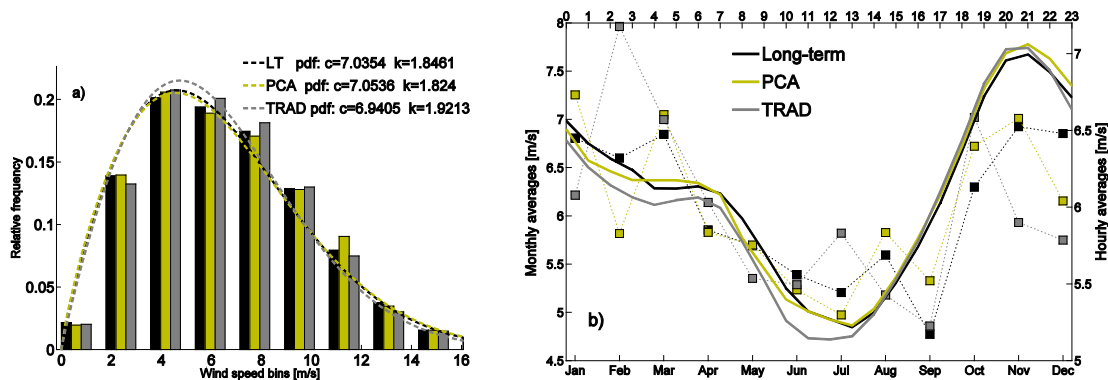 a)
LT pdf: c=7.0354 k=1.8461
PCA pdf: c=7.0536 k=1.824
TRAD pdf: c=6.9405 k=1.9213
Relative frequency
0.2
0.15
0.1
0.05
0
0 2 4 6 8 10 12 14 16
Wind speed bins [m/s]
0 1 2 3 4 5 6 7 8 9 10 11 12 13 14 15 16 17 18 19 20 21 22 23
Long-term
PCA
TRAD
b)
Monthly averages [m/s]
8
7.5
7
6.5
6
5.5
5
4.5
Hourly averages [m/s]
7
6.5
6
5.5
5
Jan Feb Mar Apr May Jun Jul Aug Sep Oct Nov Dec